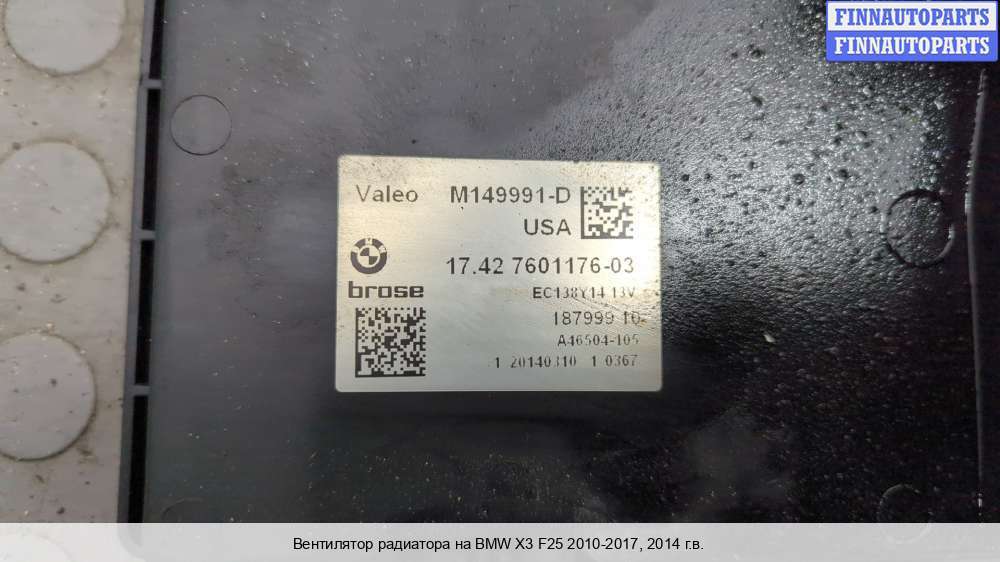 FINNAUTOPARTS
FINNAUTOPARTS
Valeo M149991-D
USA
17.42 7601176-03
brose
EC138Y14 13V
187999 10
A46504-105
1 20140310 1 0367
Вентилятор радиатора на BMW X3 F25 2010-2017, 2014 г.в.